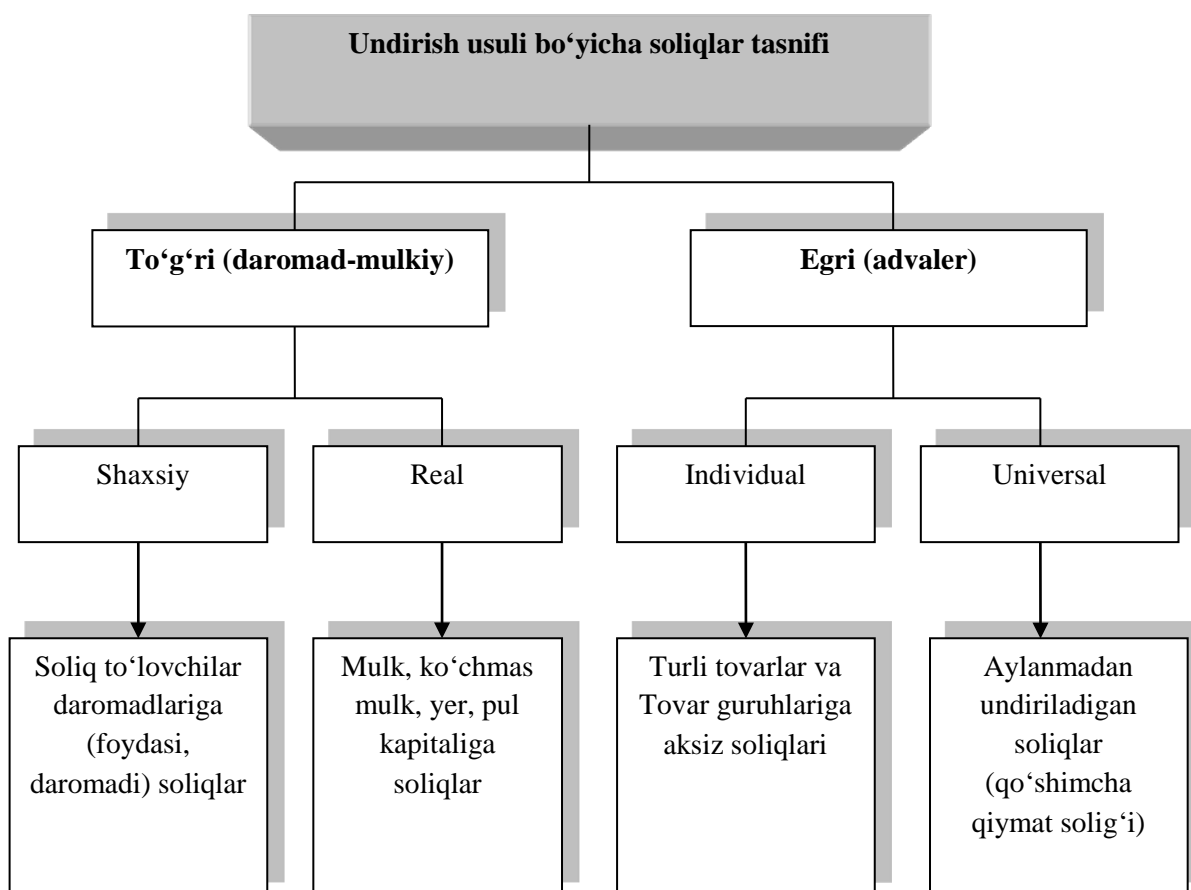 Undirish usuli bo‘yicha soliqlar tasnifi
To‘g‘ri (daromad-mulkiy)
Egri (advaler)
Shaxsiy
Real
Individual
Universal
Soliq to‘lovchilar
daromadlariga
(foydasi,
daromadi) soliqlar
Mulk, ko‘chmas
mulk, yer, pul
kapitaliga
soliqlar
Turli tovarlar va
Tovar guruhlariga
aksiz soliqlari
Aylanmadan
undiriladigan
soliqlar
(qo‘shimcha
qiymat solig‘i)